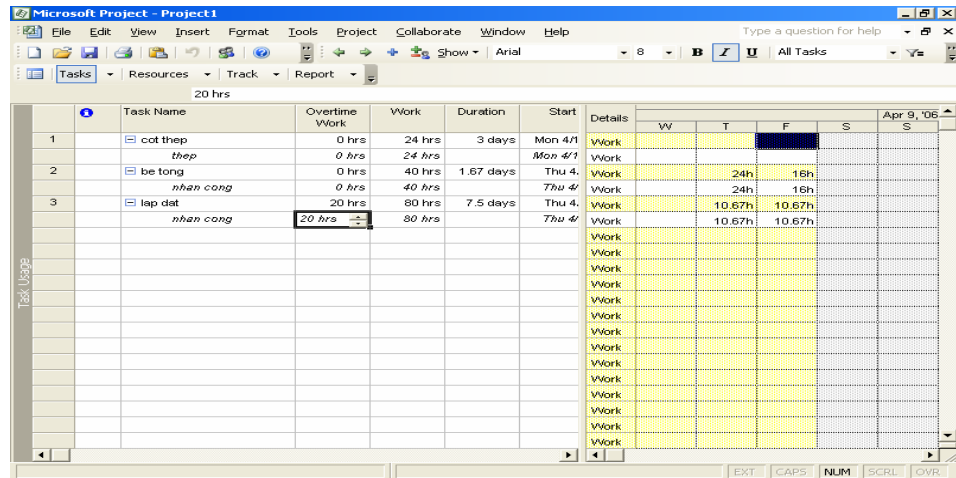 Microsoft Project - Project1
File Edit View Insert Format Tools Project Collaborate Window Help Type a question for help
Show Arial 8 B I U All Tasks
Tasks Resources Track Report
20 hrs
Task Name Overtime Work Work Duration Start Details Apr 9, '06
W T F S S
1 cot thep 0 hrs 24 hrs 3 days Mon 4/1 Work
thep 0 hrs 24 hrs Mon 4/1 Work
2 be tong 0 hrs 40 hrs 1.67 days Thu 4. Work 24h 16h
nhan cong 0 hrs 40 hrs Thu 4/ Work 24h 16h
3 lap dat 20 hrs 80 hrs 7.5 days Thu 4. Work 10.67h 10.67h
nhan cong 20 hrs 80 hrs Thu 4/ Work 10.67h 10.67h
Work
Work
Work
Work
Work
Work
Work
Work
Work
Work
Work
Work
Work
Work
Task Usage
EXT CAPS NUM SCRL OVR